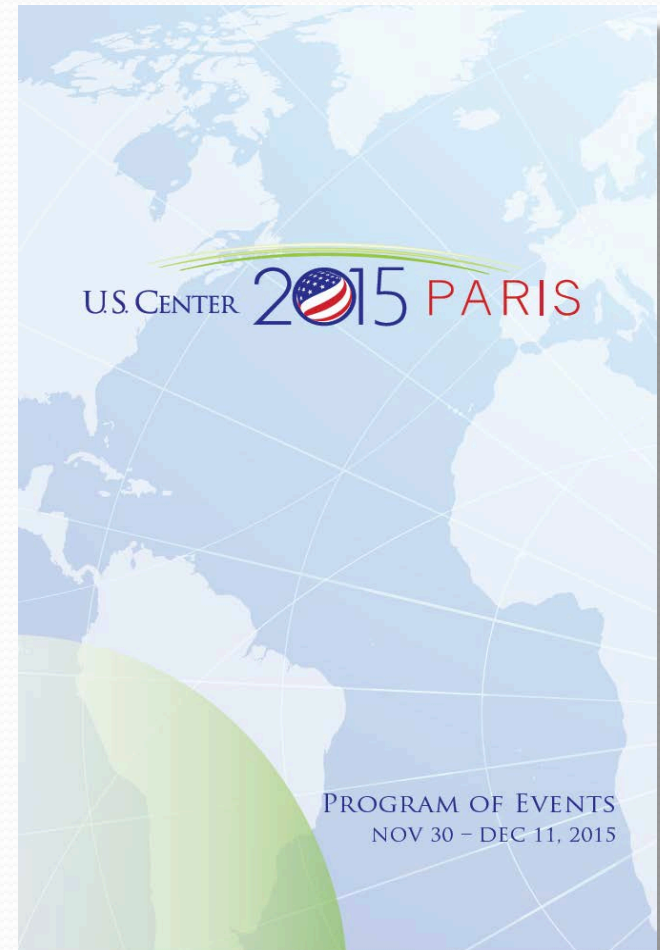 U.S. CENTER 2015 PARIS
PROGRAM OF EVENTS
NOV 30 – DEC 11, 2015